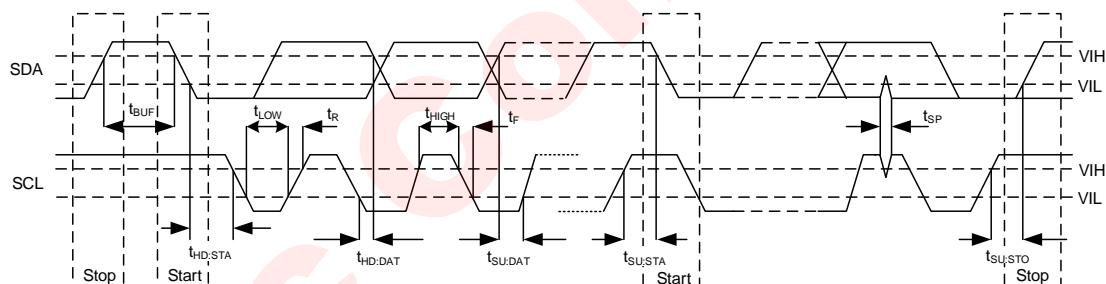 SDA
VIH
VIL
tBUF
tLOW
tR
tHIGH
tF
tSP
SCL
VIH
VIL
tHD:STA
tHD:DAT
tSU:DAT
tSU:STA
tSU:STO
Stop
Start
Start
Stop